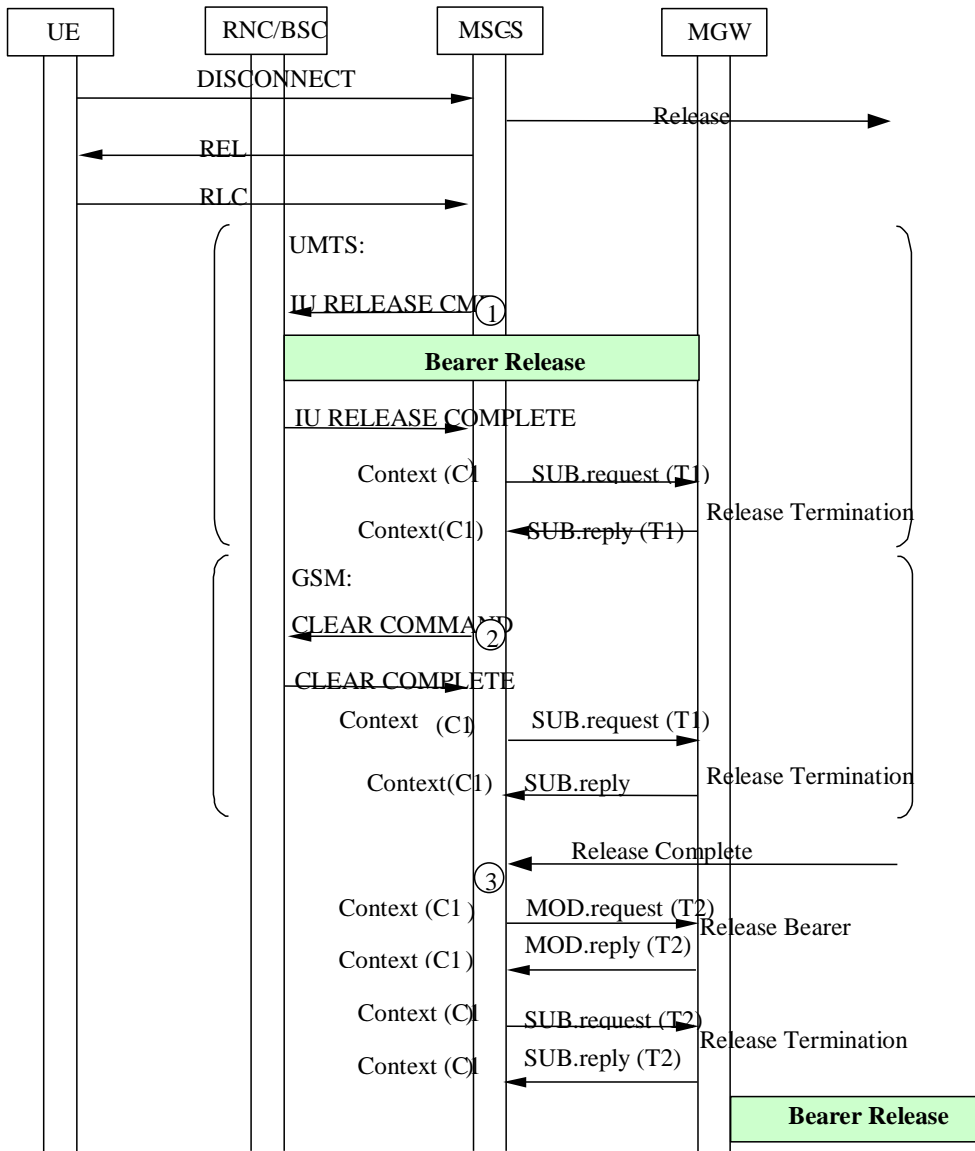 UE RNC/BSC MSC-S MGW
DISCONNECT
Release
REL
RLC
UMTS:
IU RELEASE CM
1
Bearer Release
IU RELEASE COMPLETE
Context (C1) SUB.request (T1)
Release Termination
Context(C1) SUB.reply (T1)
GSM:
CLEAR COMMAND
2
CLEAR COMPLETE
Context (C1) SUB.request (T1)
Release Termination
Context(C1) SUB.reply
Release Complete
3
Context (C1) MOD.request (T2)
Release Bearer
Context (C1) MOD.reply (T2)
Context (C1) SUB.request (T2)
Release Termination
Context (C1) SUB.reply (T2)
Bearer Release